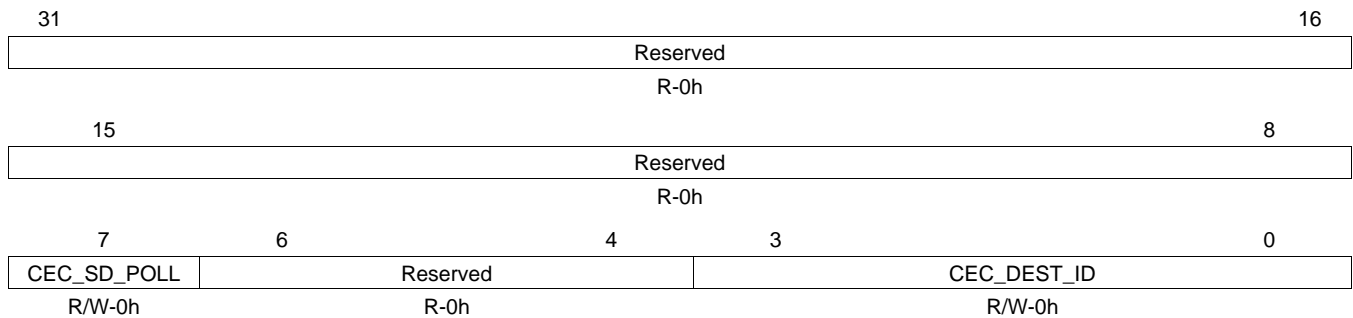 31 16
Reserved
R-0h
15 8
Reserved
R-0h
7 6 4 3 0
CEC_SD_POLL Reserved CEC_DEST_ID
R/W-0h R-0h R/W-0h